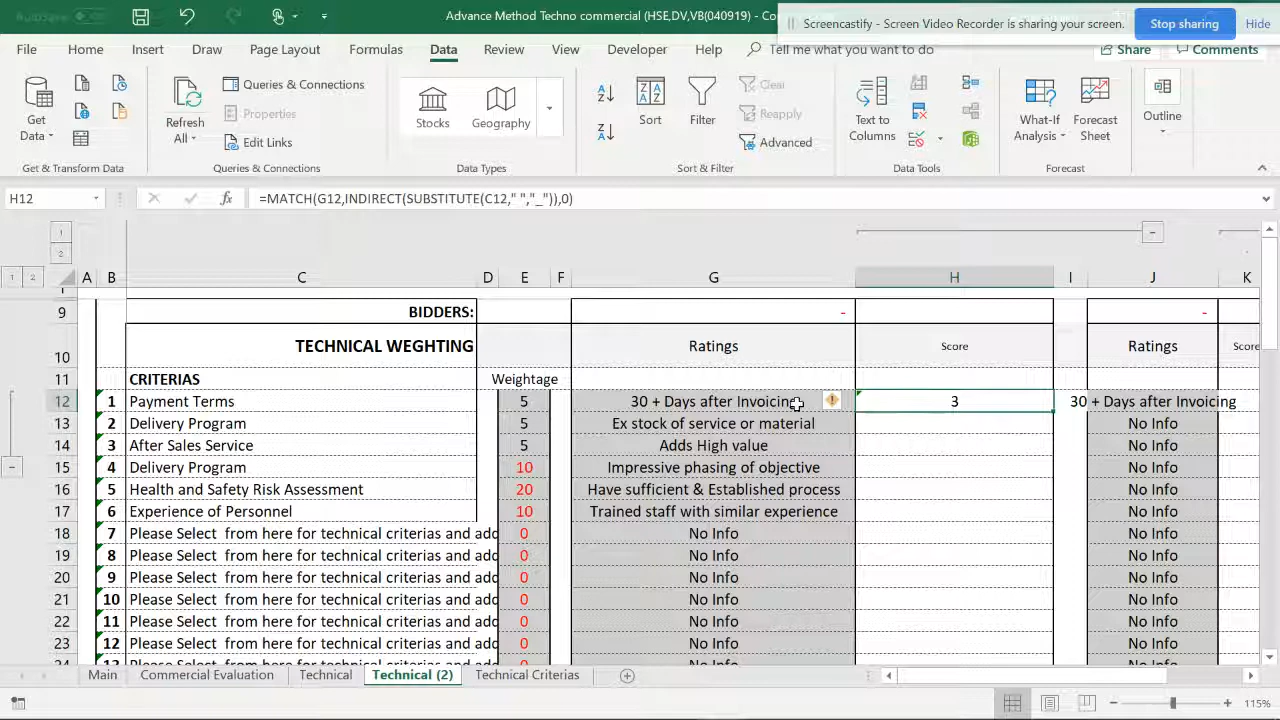 AutoSave Off Advance Method Techno commercial (HSE,DV,VB(040919) - Co
Screencastify - Screen Video Recorder is sharing your screen. Stop sharing Hide
File Home Insert Draw Page Layout Formulas Data Review View Developer Help Tell me what you want to do Share Comments
Get Data
Refresh All
Queries & Connections
Properties
Edit Links
Stocks Geography
Sort Filter
Clear
Reapply
Advanced
Text to Columns
What-If Analysis
Forecast Sheet
Outline
Get & Transform Data Queries & Connections Data Types Sort & Filter Data Tools Forecast
H12 fx =MATCH(G12,INDIRECT(SUBSTITUTE(C12," ","_")),0)
1
2
1 2 A B C D E F G H I J K
9 BIDDERS: - -
10 TECHNICAL WEGHTING Ratings Score Ratings Score
11 CRITERIAS Weightage
12 1 Payment Terms 5 30 + Days after Invoicing 3 30 + Days after Invoicing
13 2 Delivery Program 5 Ex stock of service or material No Info
14 3 After Sales Service 5 Adds High value No Info
15 4 Delivery Program 10 Impressive phasing of objective No Info
16 5 Health and Safety Risk Assessment 20 Have sufficient & Established process No Info
17 6 Experience of Personnel 10 Trained staff with similar experience No Info
18 7 Please Select from here for technical criterias and add 0 No Info No Info
19 8 Please Select from here for technical criterias and add 0 No Info No Info
20 9 Please Select from here for technical criterias and add 0 No Info No Info
21 10 Please Select from here for technical criterias and add 0 No Info No Info
22 11 Please Select from here for technical criterias and add 0 No Info No Info
23 12 Please Select from here for technical criterias and add 0 No Info No Info
Main Commercial Evaluation Technical Technical (2) Technical Criterias
115%